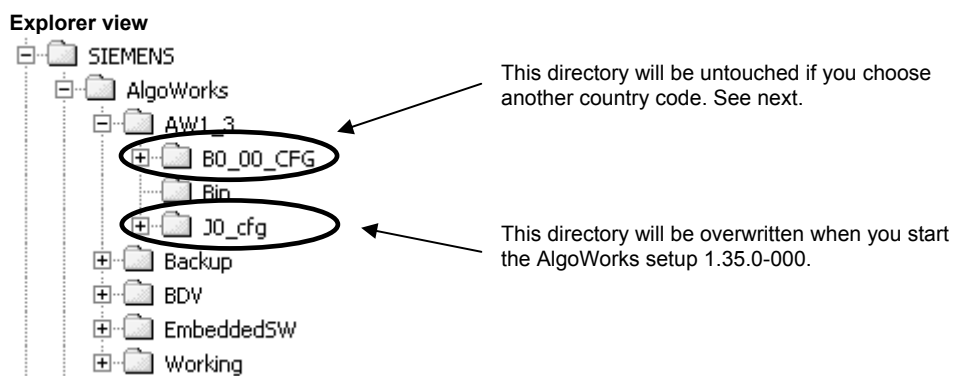 Explorer view
SIEMENS
AlgoWorks
AW1_3
B0_00_CFG
Bin
J0_cfg
Backup
BDV
EmbeddedSW
Working
This directory will be untouched if you choose
another country code. See next.
This directory will be overwritten when you start
the AlgoWorks setup 1.35.0-000.